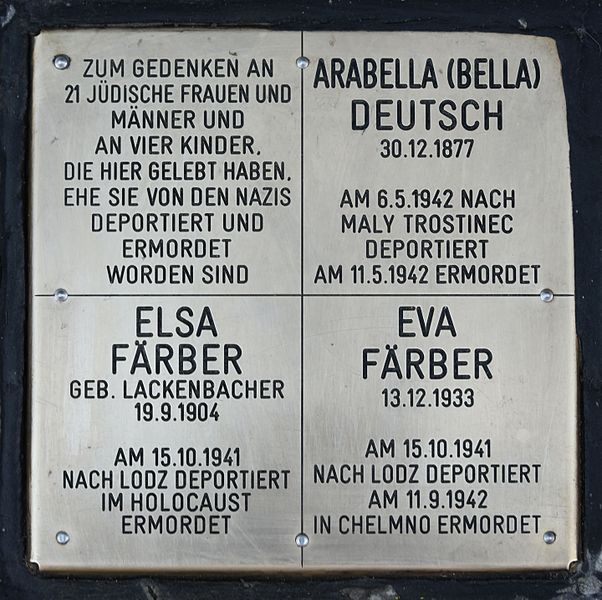 ZUM GEDENKEN AN
21 JÜDISCHE FRAUEN UND
MÄNNER UND
AN VIER KINDER,
DIE HIER GELEBT HABEN,
EHE SIE VON DEN NAZIS
DEPORTIERT UND
ERMORDET
WORDEN SIND
ARABELLA (BELLA)
DEUTSCH
30.12.1877
AM 6.5.1942 NACH
MALY TROSTINEC
DEPORTIERT
AM 11.5.1942 ERMORDET
ELSA
FÄRBER
GEB. LACKENBACHER
19.9.1904
AM 15.10.1941
NACH LODZ DEPORTIERT
IM HOLOCAUST
ERMORDET
EVA
FÄRBER
13.12.1933
AM 15.10.1941
NACH LODZ DEPORTIERT
AM 11.9.1942
IN CHELMNO ERMORDET